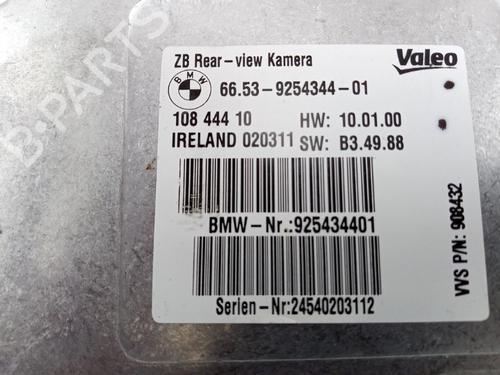 ZB Rear-view Kamera
Valeo
BMW
66.53-9254344-01
108 444 10 HW: 10.01.00
IRELAND 020311 SW: B3.49.88
BMW-Nr.:925434401
Serien-Nr:24540203112
VVS P/N: 908432
B-PARTS